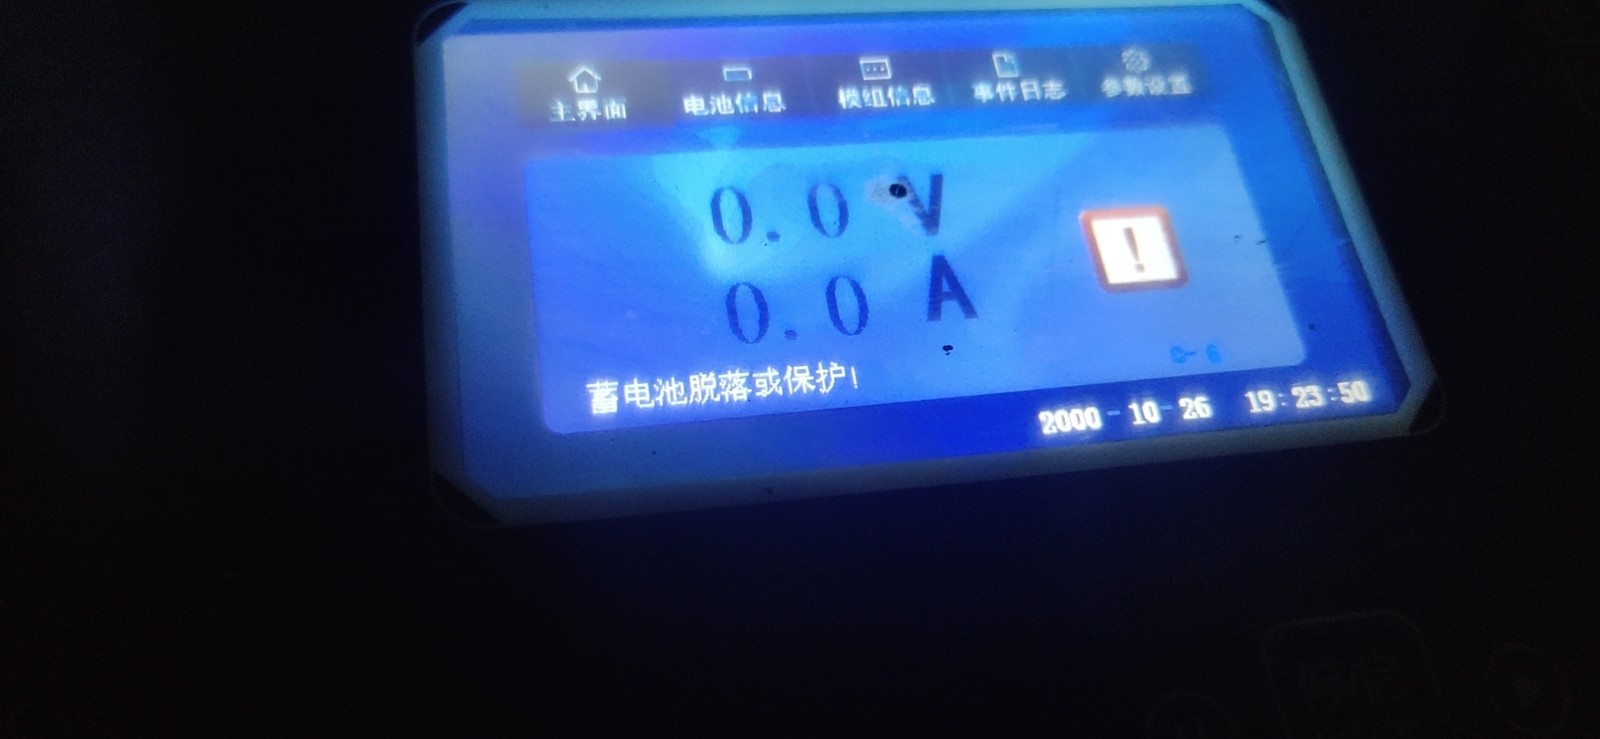 主界面 电池信息 模组信息 事件日志 参数设置
0.0 V
0.0 A
!
蓄电池脱落或保护!
2000-10-26 19:23:50